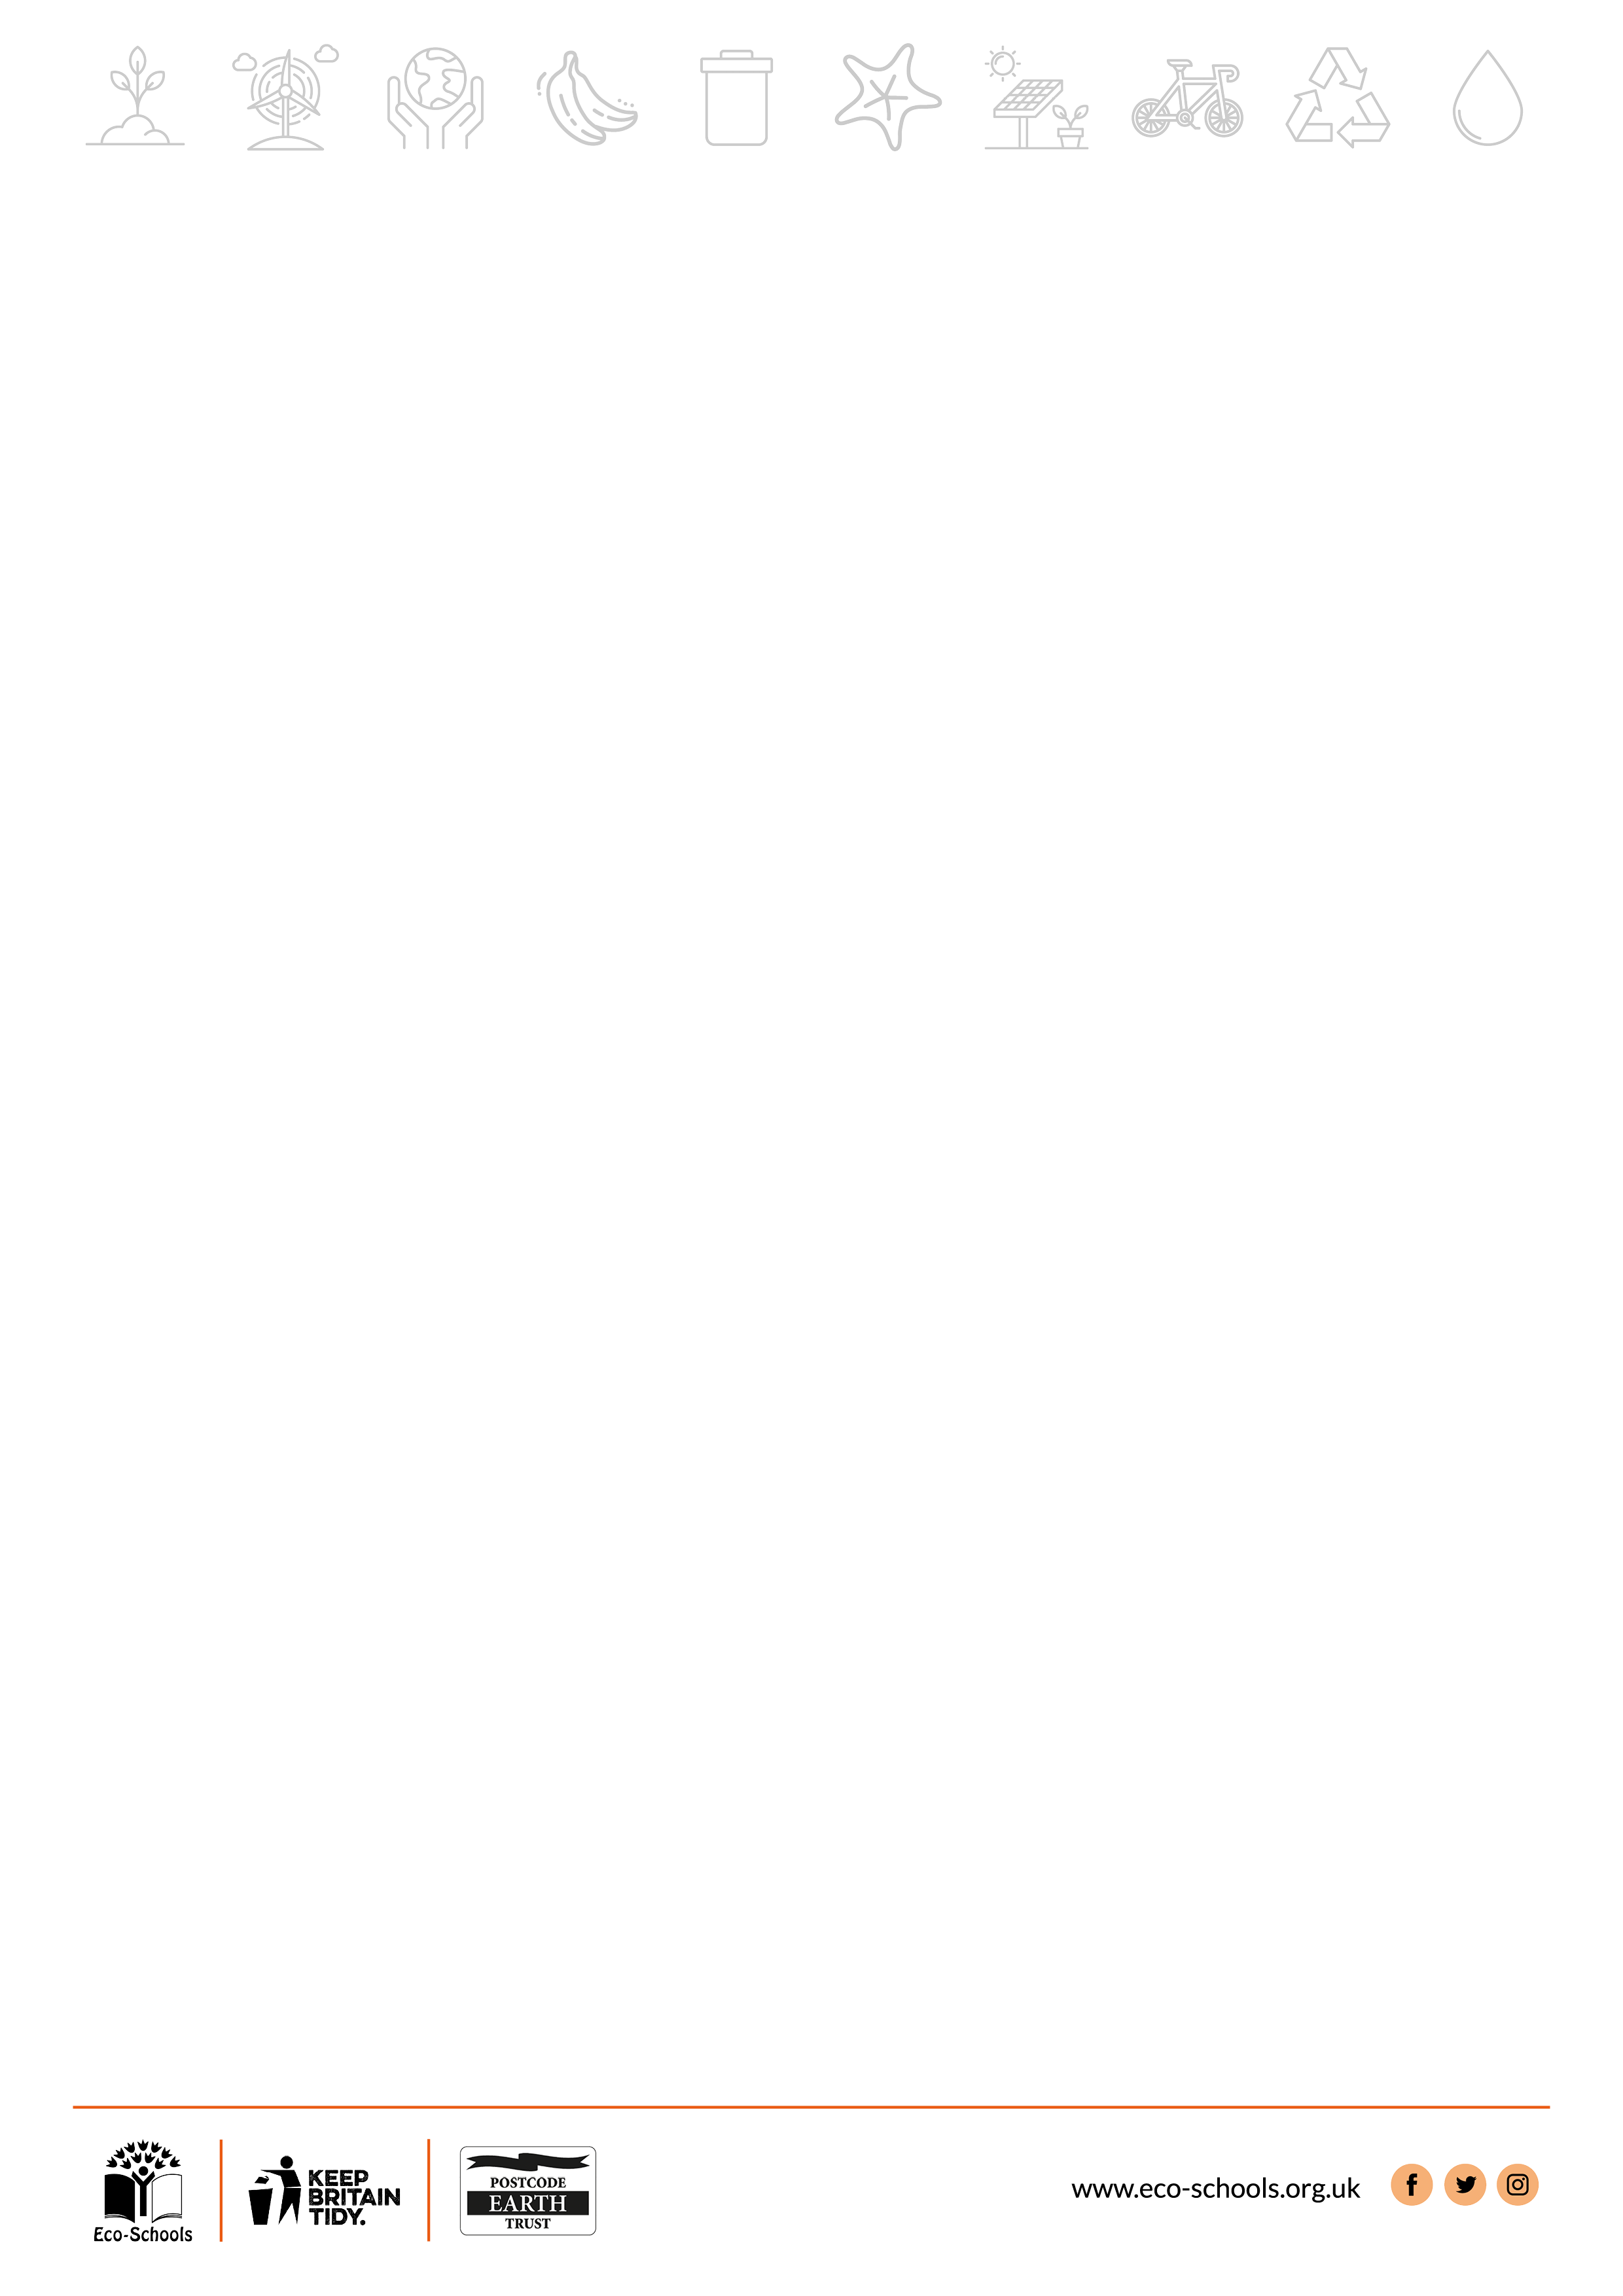 Eco-Schools
KEEP
BRITAIN
TIDY.
POSTCODE
EARTH
TRUST
www.eco-schools.org.uk